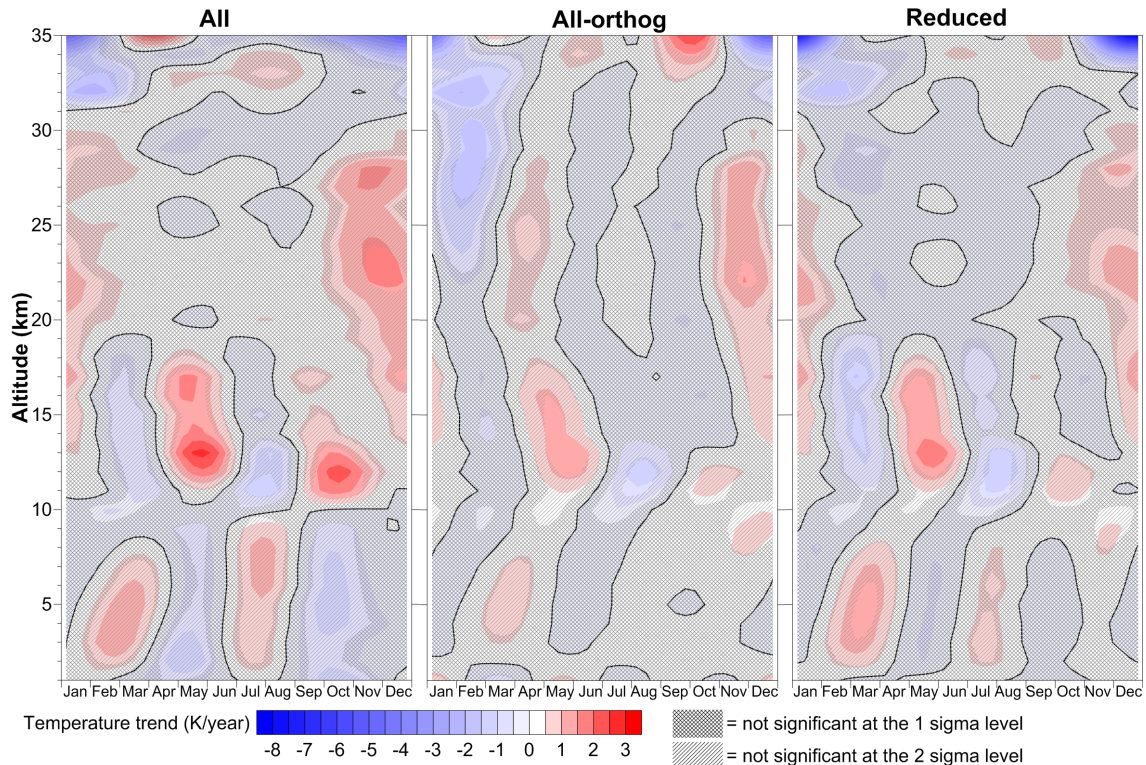 All All-orthog Reduced
Altitude (km)
35
30
25
20
15
10
5
Jan Feb Mar Apr May Jun Jul Aug Sep Oct Nov Dec Jan Feb Mar Apr May Jun Jul Aug Sep Oct Nov Dec Jan Feb Mar Apr May Jun Jul Aug Sep Oct Nov Dec
Temperature trend (K/year)
-8 -7 -6 -5 -4 -3 -2 -1 0 1 2 3
= not significant at the 1 sigma level
= not significant at the 2 sigma level